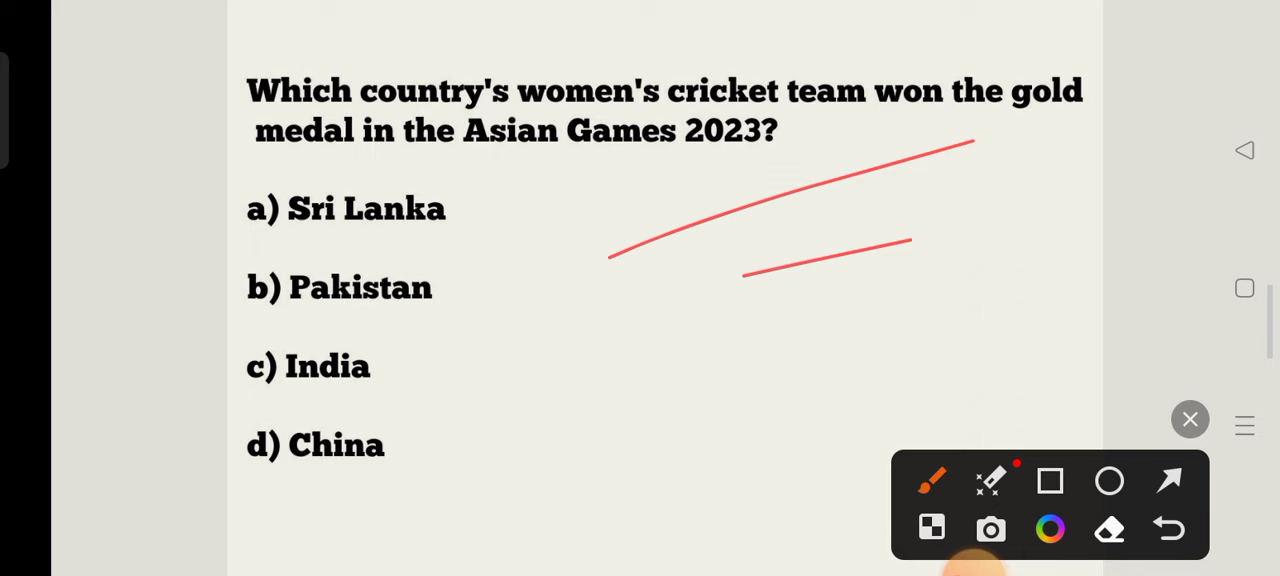 Which country's women's cricket team won the gold
medal in the Asian Games 2023?
a) Sri Lanka
b) Pakistan
c) India
d) China